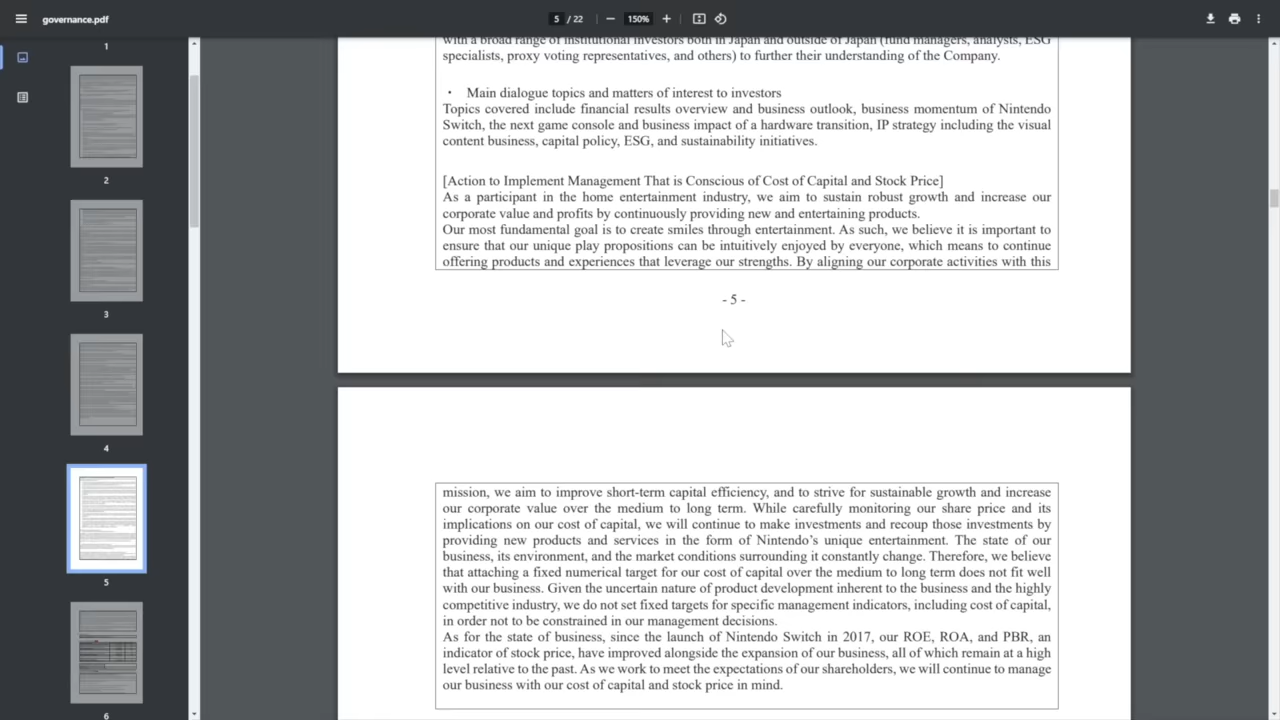 governance.pdf
5 / 22
150%
1
2
3
4
5
6
with a broad range of institutional investors both in Japan and outside of Japan (fund managers, analysts, ESG
specialists, proxy voting representatives, and others) to further their understanding of the Company.
・ Main dialogue topics and matters of interest to investors
Topics covered include financial results overview and business outlook, business momentum of Nintendo
Switch, the next game console and business impact of a hardware transition, IP strategy including the visual
content business, capital policy, ESG, and sustainability initiatives.
[Action to Implement Management That is Conscious of Cost of Capital and Stock Price]
As a participant in the home entertainment industry, we aim to sustain robust growth and increase our
corporate value and profits by continuously providing new and entertaining products.
Our most fundamental goal is to create smiles through entertainment. As such, we believe it is important to
ensure that our unique play propositions can be intuitively enjoyed by everyone, which means to continue
offering products and experiences that leverage our strengths. By aligning our corporate activities with this
- 5 -
mission, we aim to improve short-term capital efficiency, and to strive for sustainable growth and increase
our corporate value over the medium to long term. While carefully monitoring our share price and its
implications on our cost of capital, we will continue to make investments and recoup those investments by
providing new products and services in the form of Nintendo’s unique entertainment. The state of our
business, its environment, and the market conditions surrounding it constantly change. Therefore, we believe
that attaching a fixed numerical target for our cost of capital over the medium to long term does not fit well
with our business. Given the uncertain nature of product development inherent to the business and the highly
competitive industry, we do not set fixed targets for specific management indicators, including cost of capital,
in order not to be constrained in our management decisions.
As for the state of business, since the launch of Nintendo Switch in 2017, our ROE, ROA, and PBR, an
indicator of stock price, have improved alongside the expansion of our business, all of which remain at a high
level relative to the past. As we work to meet the expectations of our shareholders, we will continue to manage
our business with our cost of capital and stock price in mind.